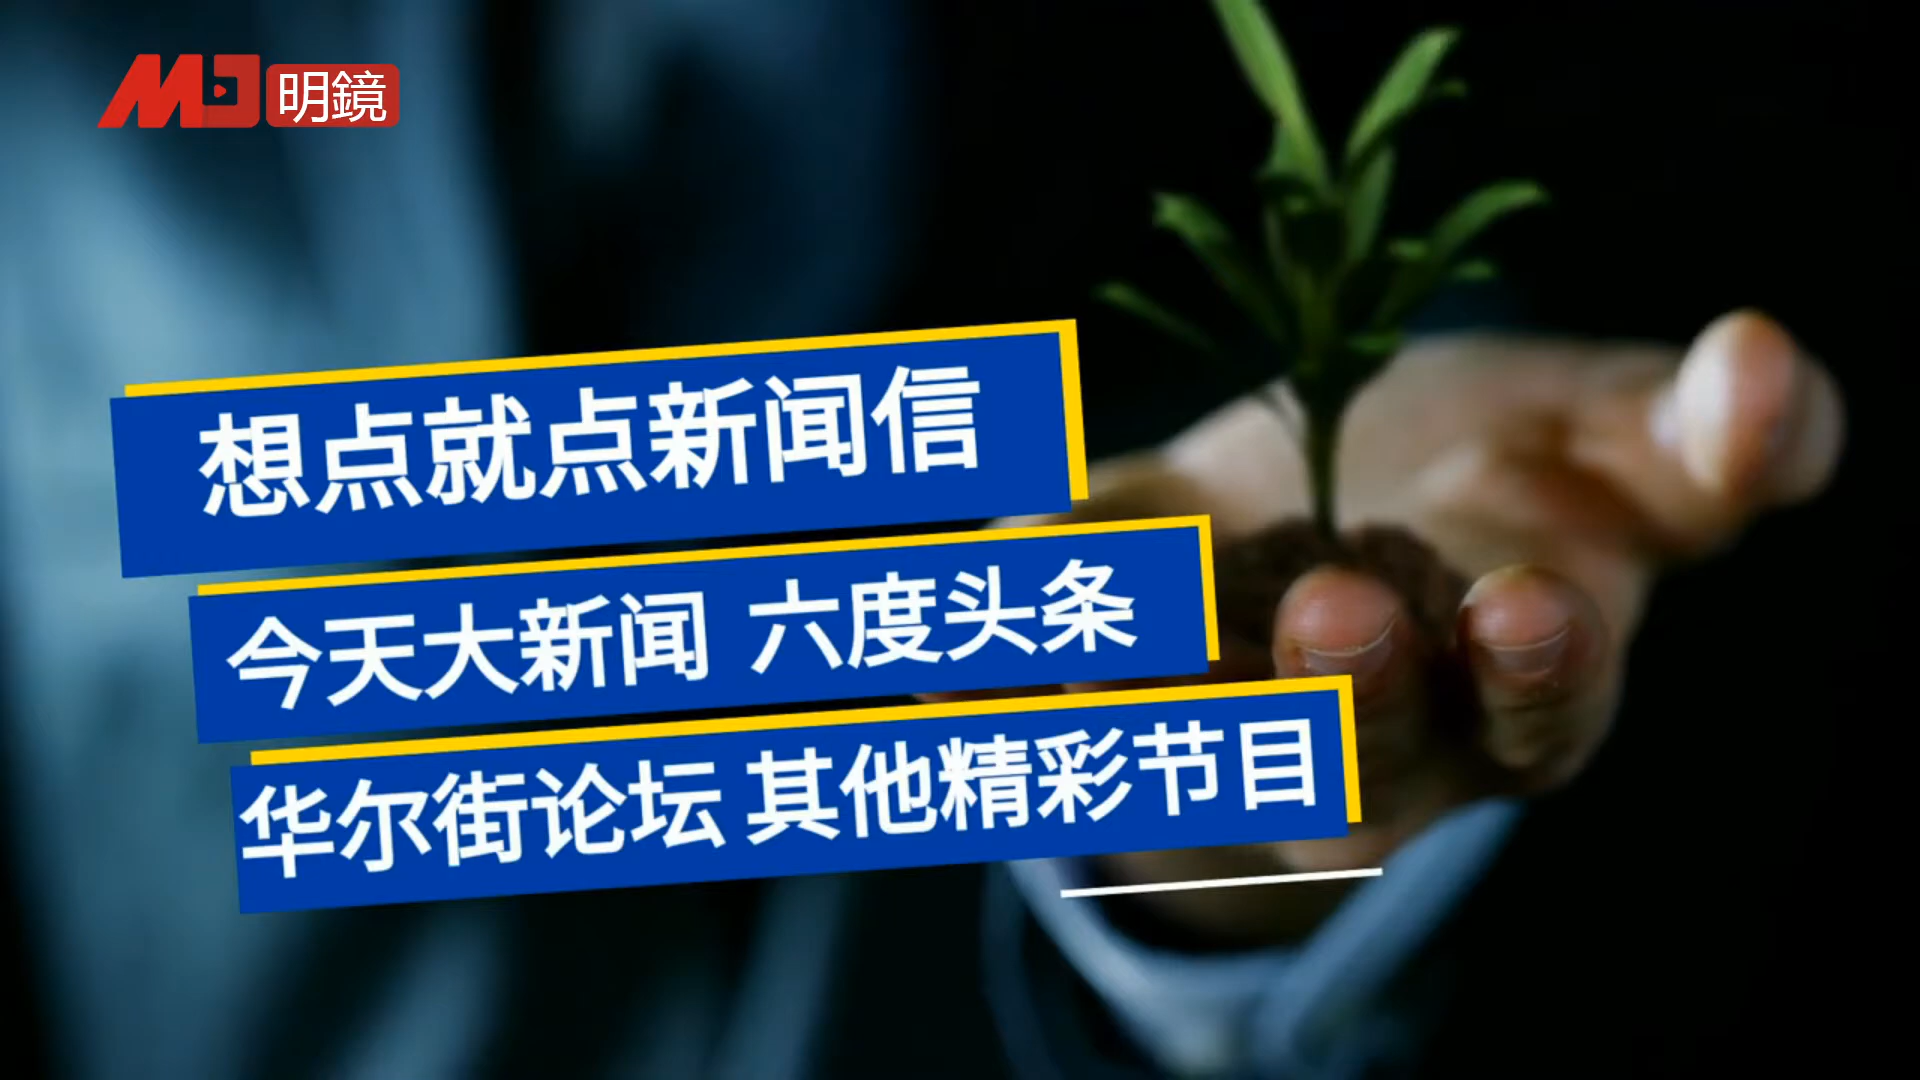 明鏡
想点就点新闻信
今天大新闻 六度头条
华尔街论坛 其他精彩节目